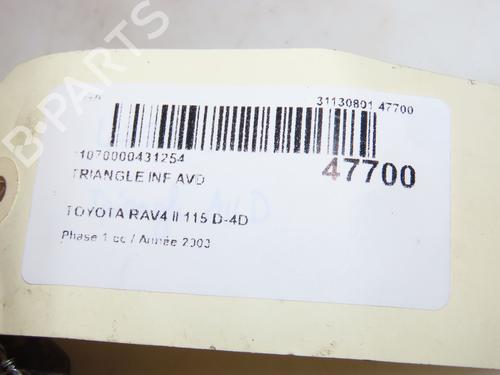 31130801 47700
1070000431254
47700
TRIANGLE INF AVD
TOYOTA RAV4 II 115 D-4D
Phase 1 cc / Année 2003
B-PARTS